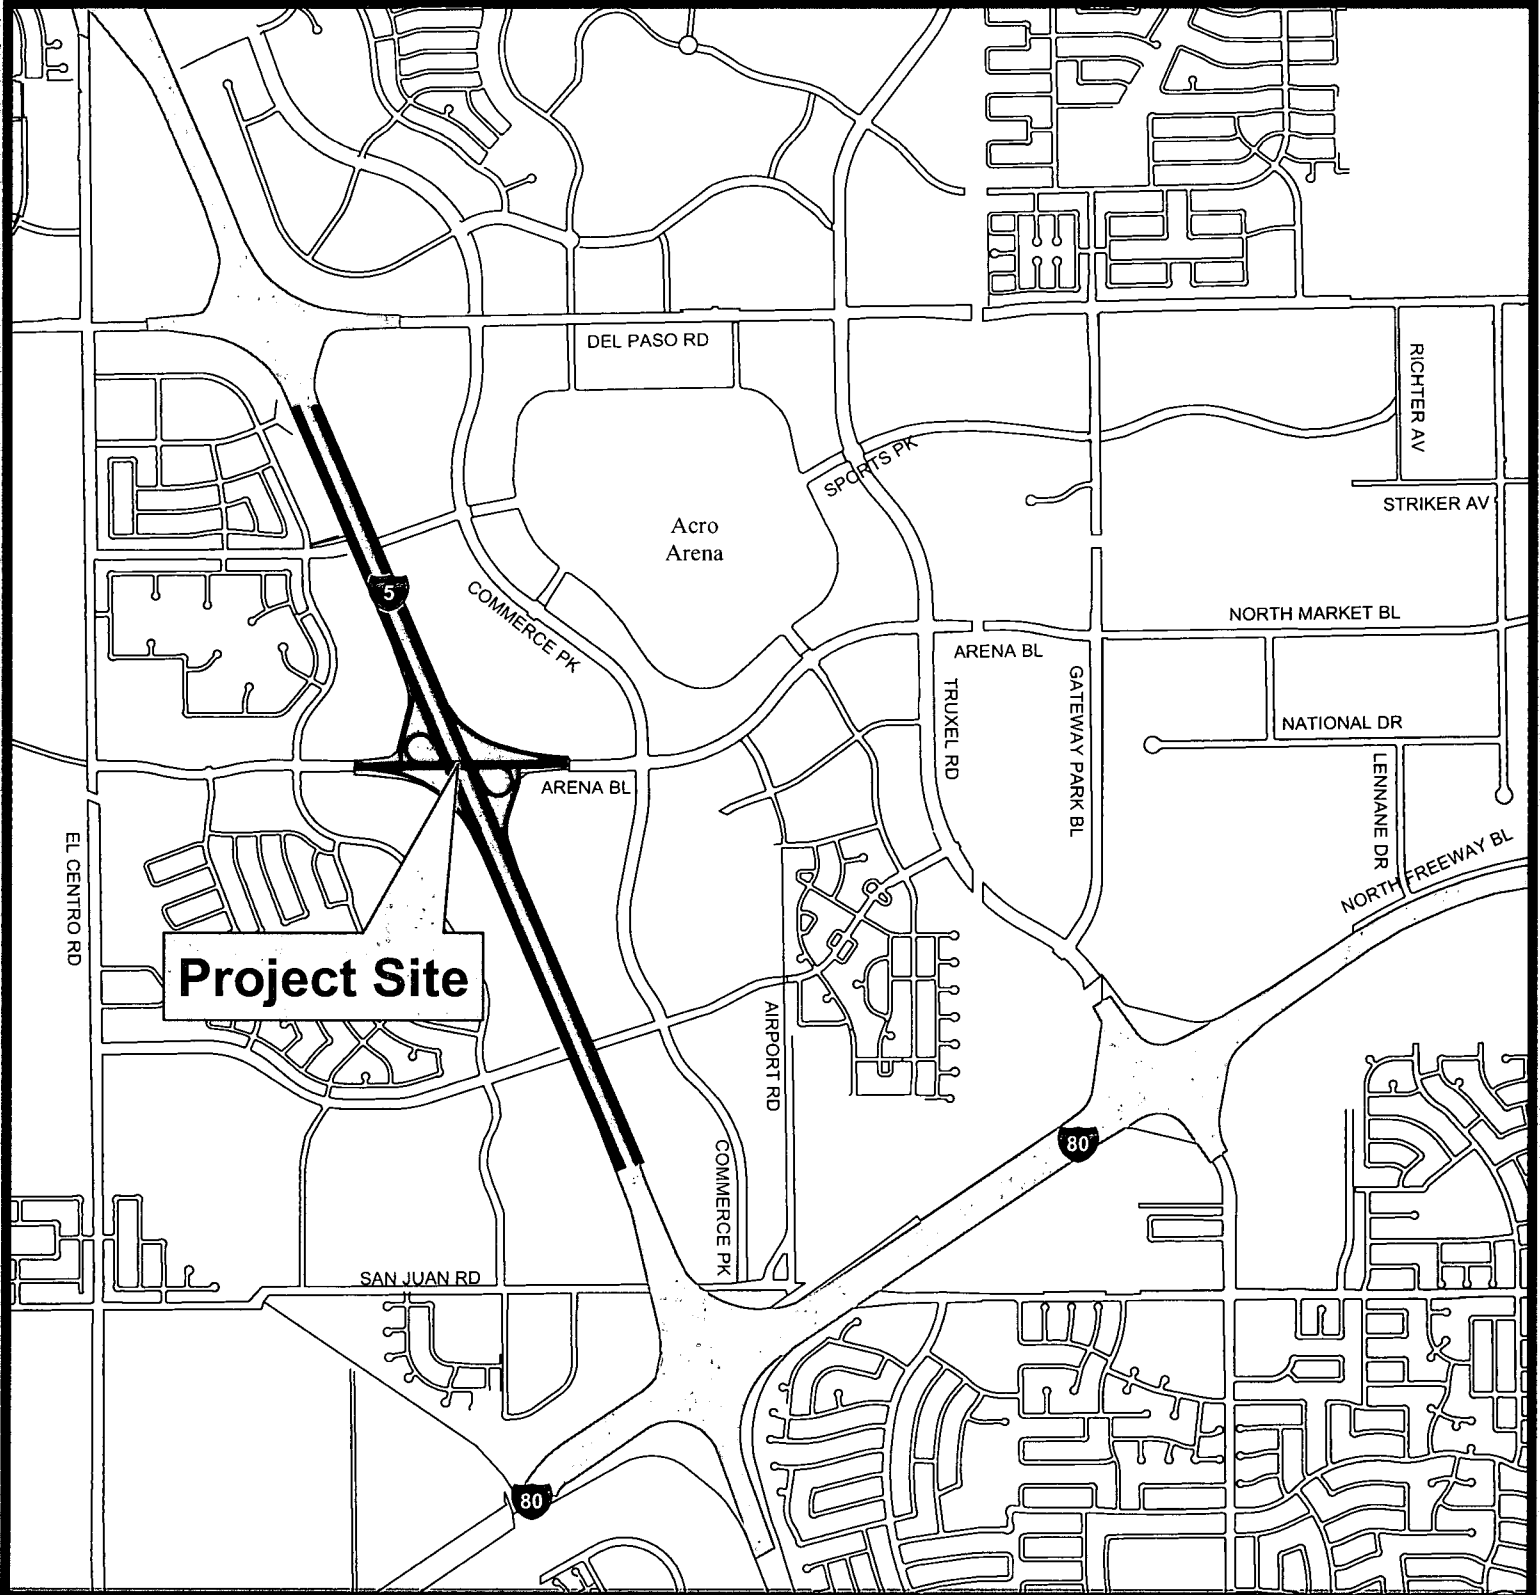 DEL PASO RD
RICHTER AV
SPORTS PK
STRIKER AV
Acro
Arena
5
COMMERCE PK
NORTH MARKET BL
ARENA BL
GATEWAY PARK BL
TRUXEL RD
NATIONAL DR
LENNANE DR
ARENA BL
NORTH FREEWAY BL
EL CENTRO RD
Project Site
AIRPORT RD
80
COMMERCE PK
SAN JUAN RD
80